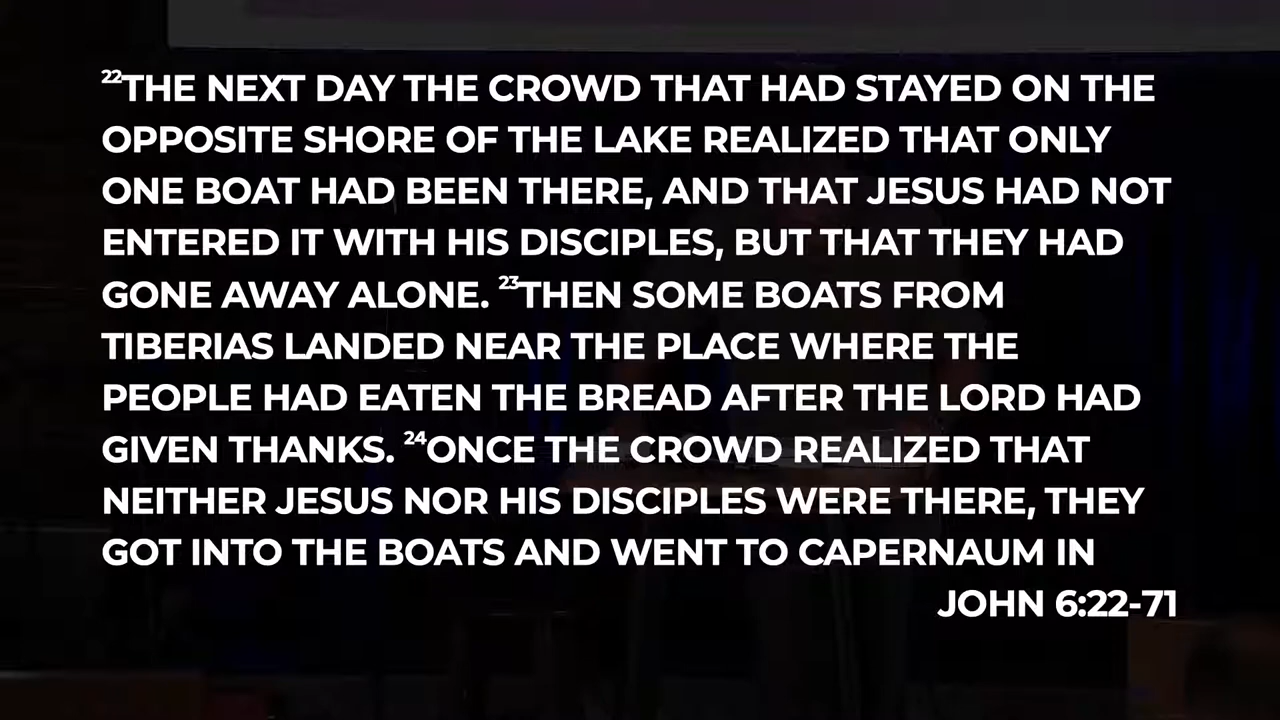 22THE NEXT DAY THE CROWD THAT HAD STAYED ON THE
OPPOSITE SHORE OF THE LAKE REALIZED THAT ONLY
ONE BOAT HAD BEEN THERE, AND THAT JESUS HAD NOT
ENTERED IT WITH HIS DISCIPLES, BUT THAT THEY HAD
GONE AWAY ALONE. 23THEN SOME BOATS FROM
TIBERIAS LANDED NEAR THE PLACE WHERE THE
PEOPLE HAD EATEN THE BREAD AFTER THE LORD HAD
GIVEN THANKS. 24ONCE THE CROWD REALIZED THAT
NEITHER JESUS NOR HIS DISCIPLES WERE THERE, THEY
GOT INTO THE BOATS AND WENT TO CAPERNAUM IN
JOHN 6:22-71